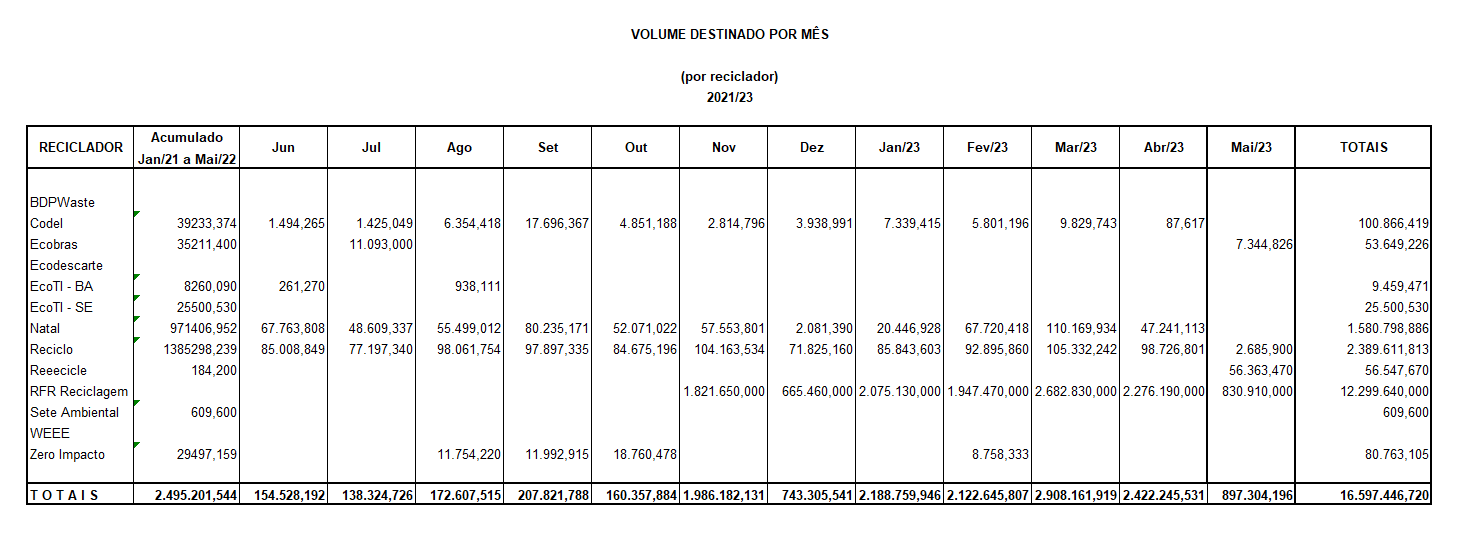 VOLUME DESTINADO POR MÊS
(por reciclador)
2021/23
RECICLADOR Acumulado Jan/21 a Mai/22 Jun Jul Ago Set Out Nov Dez Jan/23 Fev/23 Mar/23 Abr/23 Mai/23 TOTAIS
BDPWaste
Codel 39233,374 1.494,265 1.425,049 6.354,418 17.696,367 4.851,188 2.814,796 3.938,991 7.339,415 5.801,196 9.829,743 87,617 100.866,419
Ecobras 35211,400 11.093,000 7.344,826 53.649,226
Ecodescarte
EcoTI - BA 8260,090 261,270 938,111 9.459,471
EcoTI - SE 25500,530 25.500,530
Natal 971406,952 67.763,808 48.609,337 55.499,012 80.235,171 52.071,022 57.553,801 2.081,390 20.446,928 67.720,418 110.169,934 47.241,113 1.580.798,886
Reciclo 1385298,239 85.008,849 77.197,340 98.061,754 97.897,335 84.675,196 104.163,534 71.825,160 85.843,603 92.895,860 105.332,242 98.726,801 2.685,900 2.389.611,813
Reeecicle 184,200 56.363,470 56.547,670
RFR Reciclagem 1.821.650,000 665.460,000 2.075.130,000 1.947.470,000 2.682.830,000 2.276.190,000 830.910,000 12.299.640,000
Sete Ambiental 609,600 609,600
WEEE
Zero Impacto 29497,159 11.754,220 11.992,915 18.760,478 8.758,333 80.763,105
T O T A I S 2.495.201,544 154.528,192 138.324,726 172.607,515 207.821,788 160.357,884 1.986.182,131 743.305,541 2.188.759,946 2.122.645,807 2.908.161,919 2.422.245,531 897.304,196 16.597.446,720